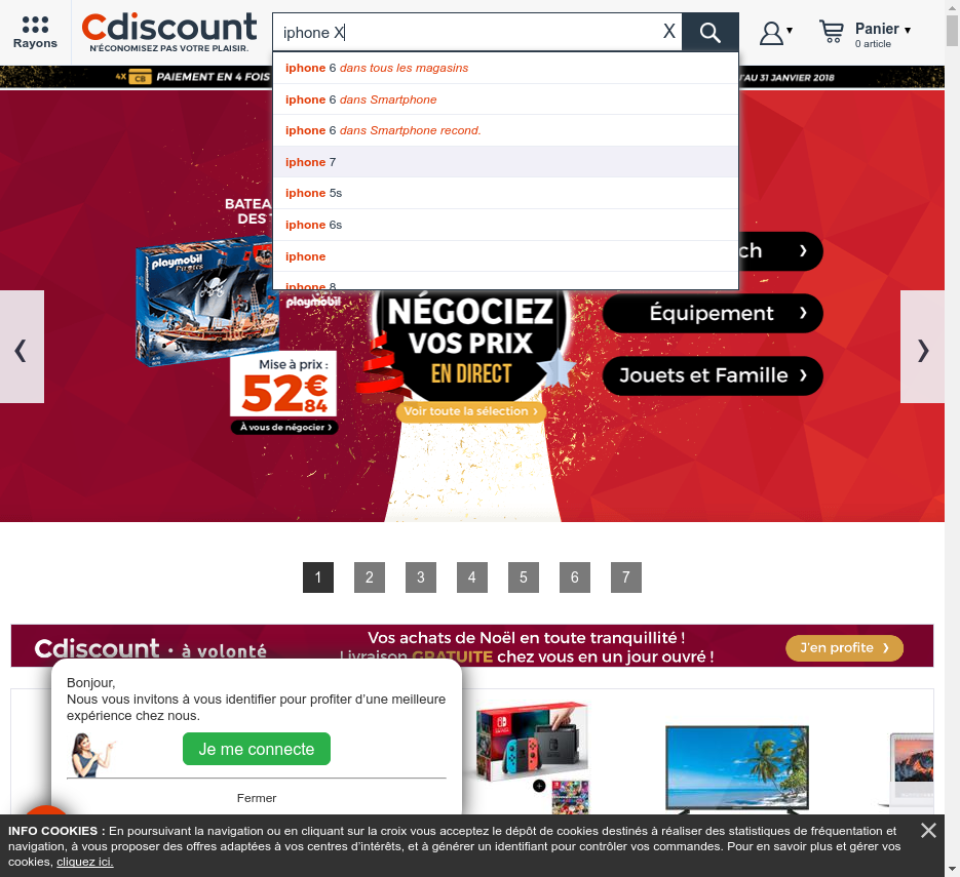 Rayons
Cdiscount
N'ÉCONOMISEZ PAS VOTRE PLAISIR.
iphone X
X
Panier
0 article
4X CB PAIEMENT EN 4 FOIS
'AU 31 JANVIER 2018
iphone 6 dans tous les magasins
iphone 6 dans Smartphone
iphone 6 dans Smartphone recond.
iphone 7
iphone 5s
iphone 6s
iphone
iphone 8
BATEA
DES
playmobil
Pirates
playmobil
Mise à prix :
52€84
À vous de négocier ›
NÉGOCIEZ
VOS PRIX
EN DIRECT
Voir toute la sélection ›
ch ›
Équipement ›
Jouets et Famille ›
1 2 3 4 5 6 7
Cdiscount · à volonté
Vos achats de Noël en toute tranquillité !
Livraison GRATUITE chez vous en un jour ouvré !
J'en profite ›
Bonjour,
Nous vous invitons à vous identifier pour profiter d'une meilleure
expérience chez nous.
Je me connecte
Fermer
INFO COOKIES : En poursuivant la navigation ou en cliquant sur la croix vous acceptez le dépôt de cookies destinés à réaliser des statistiques de fréquentation et
navigation, à vous proposer des offres adaptées à vos centres d'intérêts, et à générer un identifiant pour contrôler vos commandes. Pour en savoir plus et gérer vos
cookies, cliquez ici.